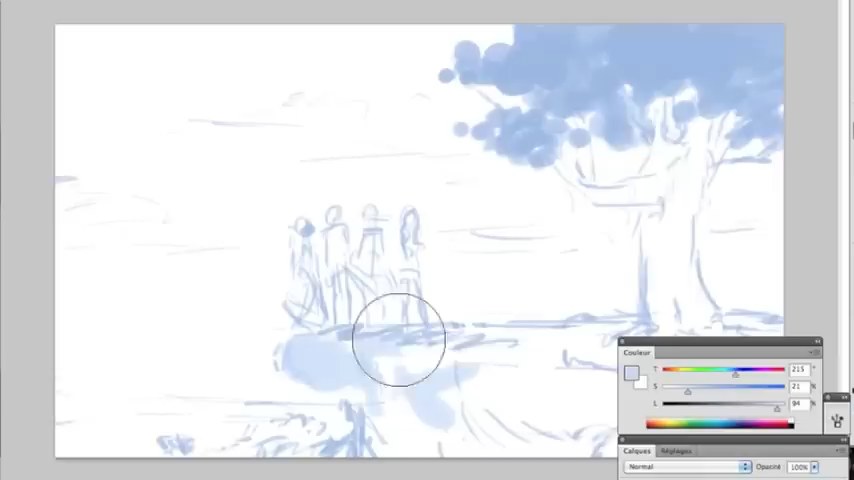 Couleur
T 215 °
S 21 %
L 94 %
Calques Réglages
Normal Opacité: 100%